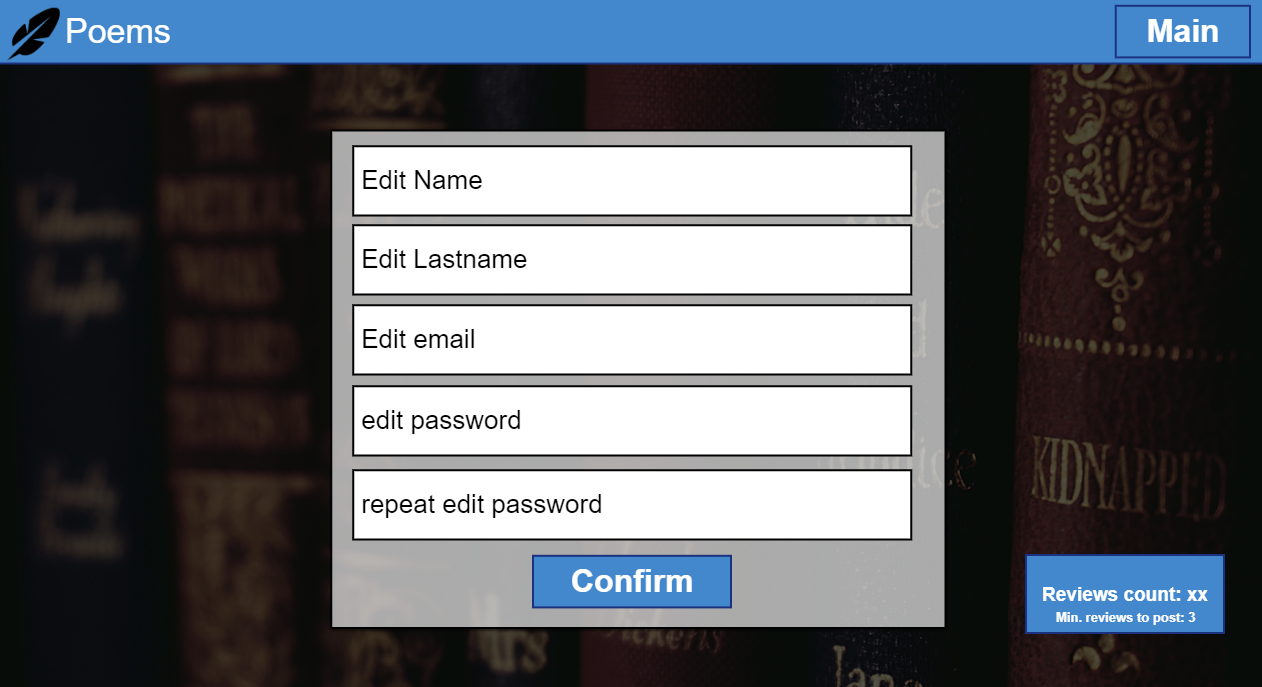 Poems
Main
Edit Name
Edit Lastname
Edit email
edit password
repeat edit password
Confirm
KIDNAPPED
Reviews count: xx
Min. reviews to post: 3
Mrs